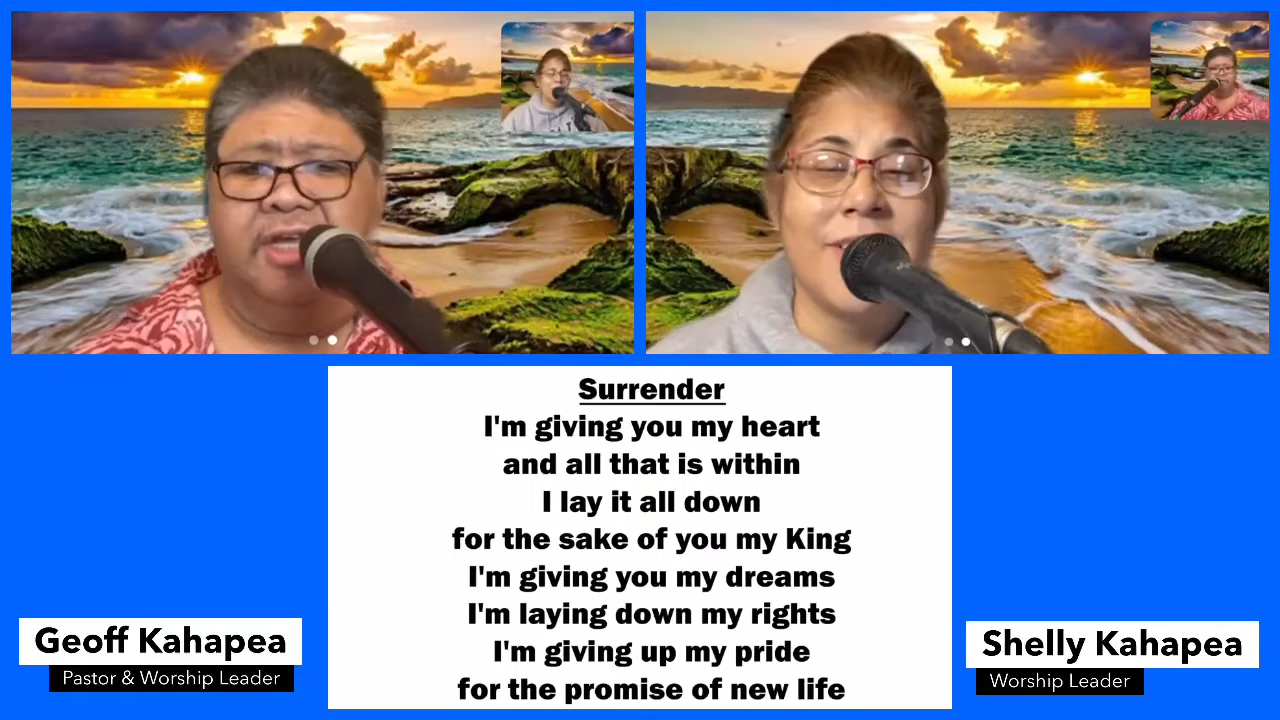 Surrender
I'm giving you my heart
and all that is within
I lay it all down
for the sake of you my King
I'm giving you my dreams
I'm laying down my rights
I'm giving up my pride
for the promise of new life
Geoff Kahapea
Pastor & Worship Leader
Shelly Kahapea
Worship Leader